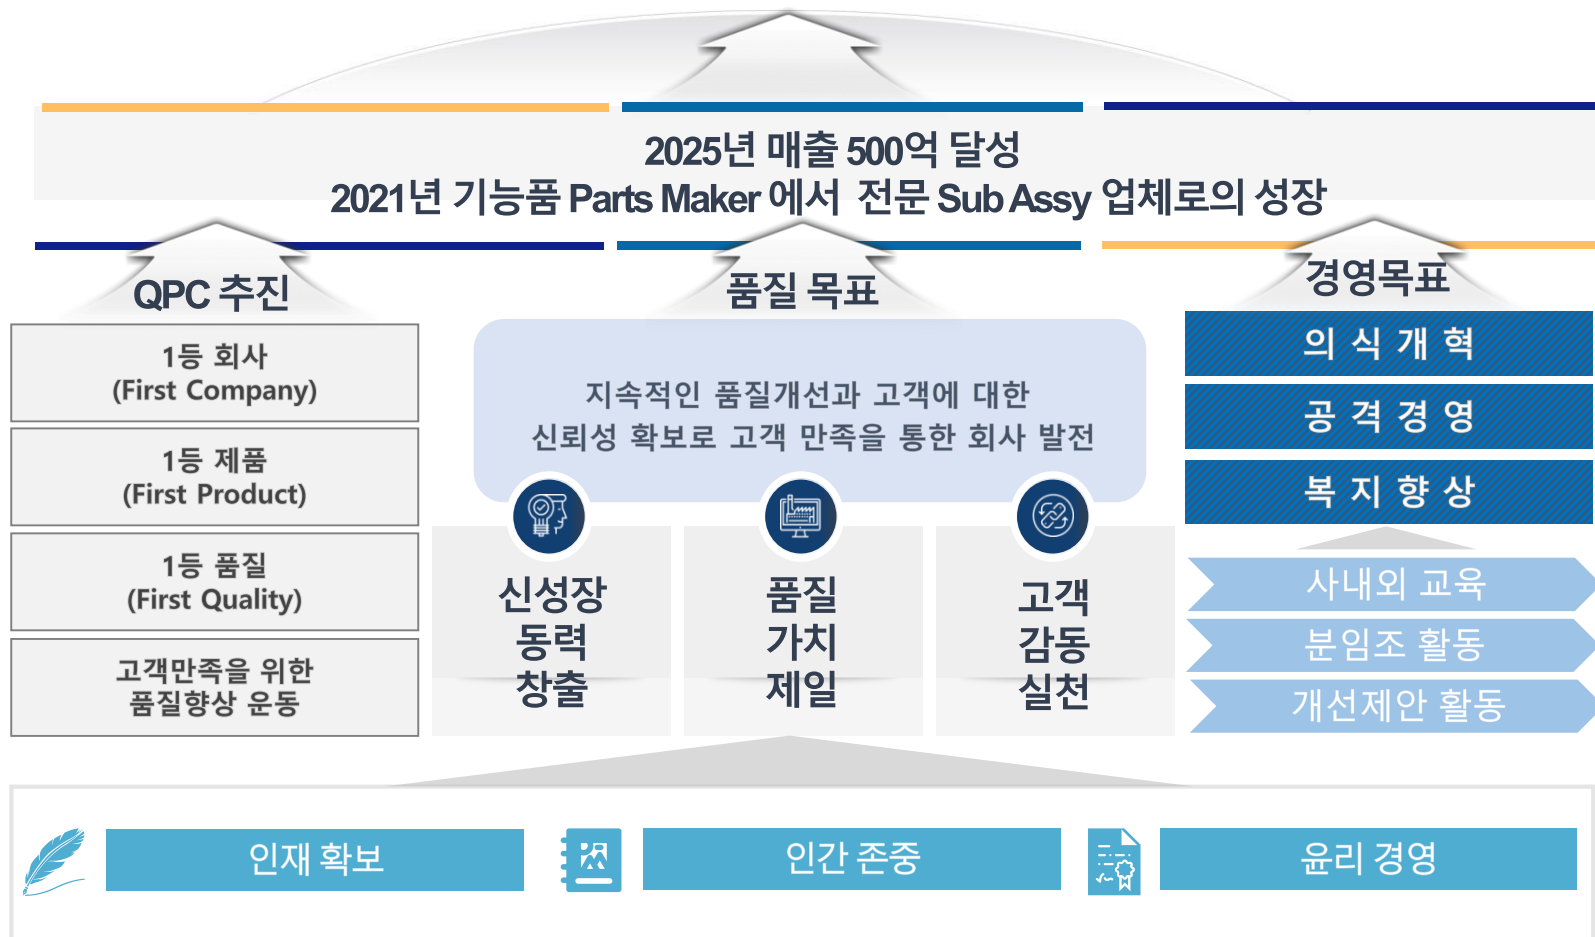 2025년 매출 500억 달성
2021년 기능품 Parts Maker 에서 전문 Sub Assy 업체로의 성장
QPC 추진
1등 회사
(First Company)
1등 제품
(First Product)
1등 품질
(First Quality)
고객만족을 위한
품질향상 운동
품질 목표
지속적인 품질개선과 고객에 대한
신뢰성 확보로 고객 만족을 통한 회사 발전
신성장
동력
창출
품질
가치
제일
고객
감동
실천
경영목표
의 식 개 혁
공 격 경 영
복 지 향 상
사내외 교육
분임조 활동
개선제안 활동
인재 확보
인간 존중
윤리 경영